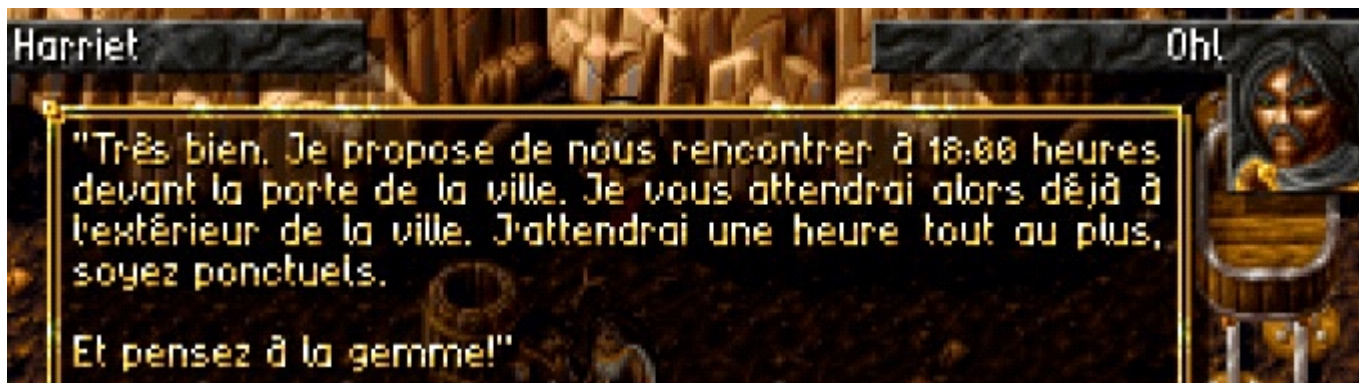 Harriet
Ohl
"Très bien. Je propose de nous rencontrer à 18:00 heures
devant la porte de la ville. Je vous attendrai alors déjà à
l'extérieur de la ville. J'attendrai une heure tout au plus,
soyez ponctuels.
Et pensez à la gemme!"